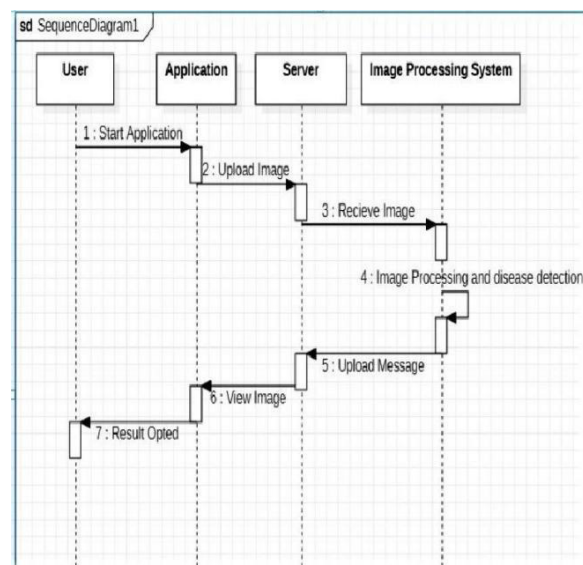 sd SequenceDiagram1
User
Application
Server
Image Processing System
1 : Start Application
2 : Upload Image
3 : Recieve Image
4 : Image Processing and disease detection
5 : Upload Message
6 : View Image
7 : Result Opted